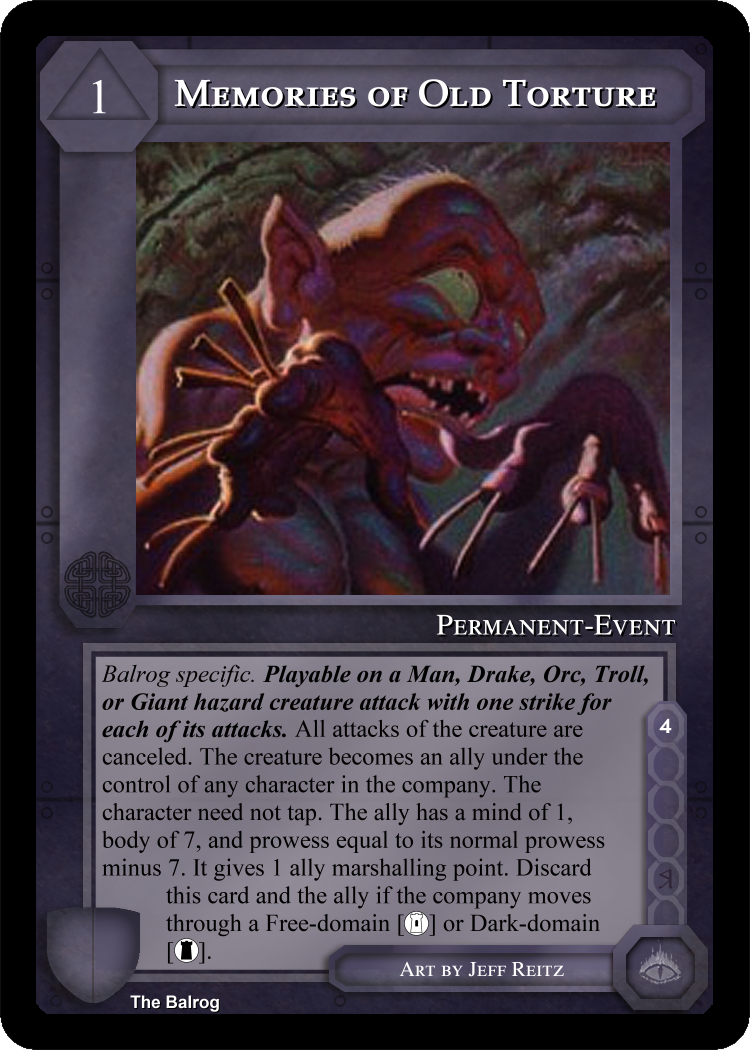 1
Memories of Old Torture
Permanent-Event
Balrog specific. Playable on a Man, Drake, Orc, Troll,
or Giant hazard creature attack with one strike for
each of its attacks. All attacks of the creature are
canceled. The creature becomes an ally under the
control of any character in the company. The
character need not tap. The ally has a mind of 1,
body of 7, and prowess equal to its normal prowess
minus 7. It gives 1 ally marshalling point. Discard
this card and the ally if the company moves
through a Free-domain [ ] or Dark-domain
[ ].
4
Art by Jeff Reitz
The Balrog